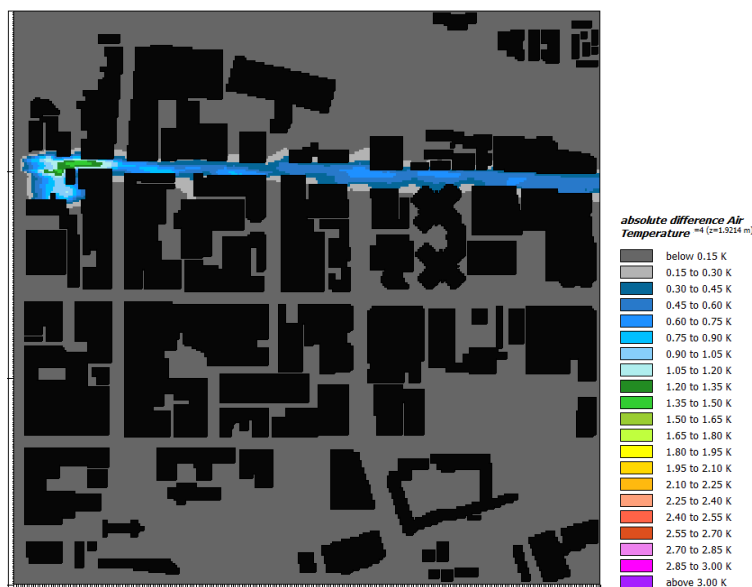 absolute difference Air
Temperature =4 (z=1.9214 m)
below 0.15 K
0.15 to 0.30 K
0.30 to 0.45 K
0.45 to 0.60 K
0.60 to 0.75 K
0.75 to 0.90 K
0.90 to 1.05 K
1.05 to 1.20 K
1.20 to 1.35 K
1.35 to 1.50 K
1.50 to 1.65 K
1.65 to 1.80 K
1.80 to 1.95 K
1.95 to 2.10 K
2.10 to 2.25 K
2.25 to 2.40 K
2.40 to 2.55 K
2.55 to 2.70 K
2.70 to 2.85 K
2.85 to 3.00 K
above 3.00 K